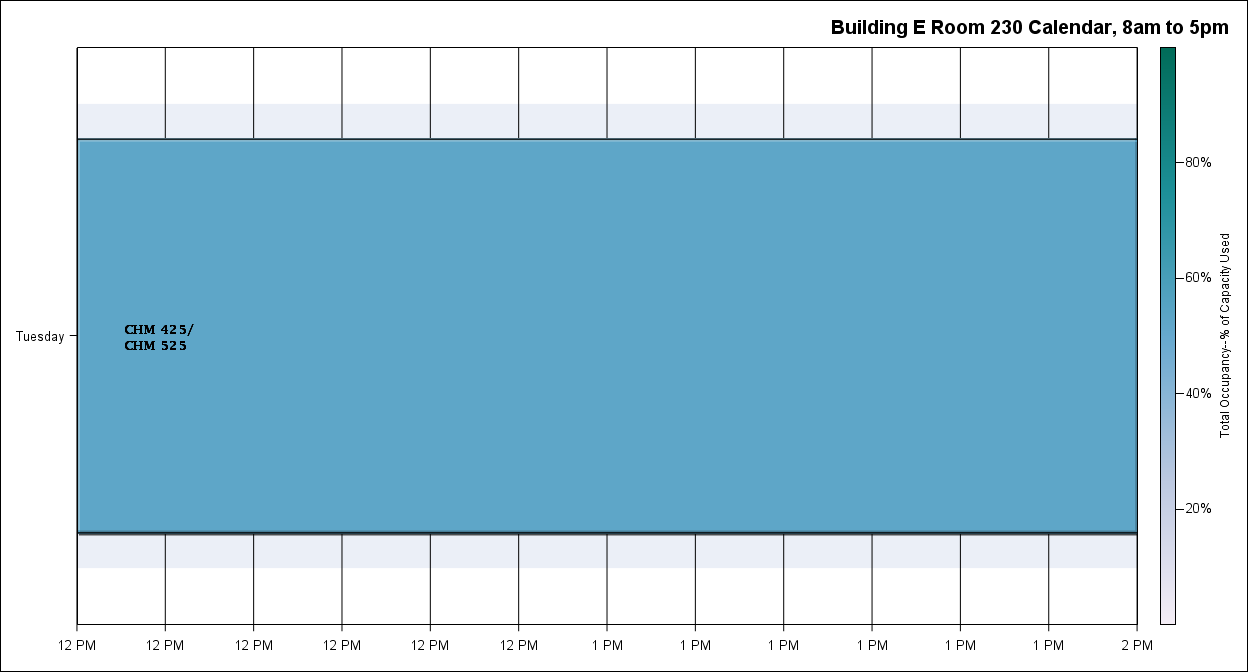 Building E Room 230 Calendar, 8am to 5pm
80%
60%
40%
20%
Total Occupancy--% of Capacity Used
Tuesday
CHM 425/
CHM 525
12 PM 12 PM 12 PM 12 PM 12 PM 12 PM 1 PM 1 PM 1 PM 1 PM 1 PM 1 PM 2 PM